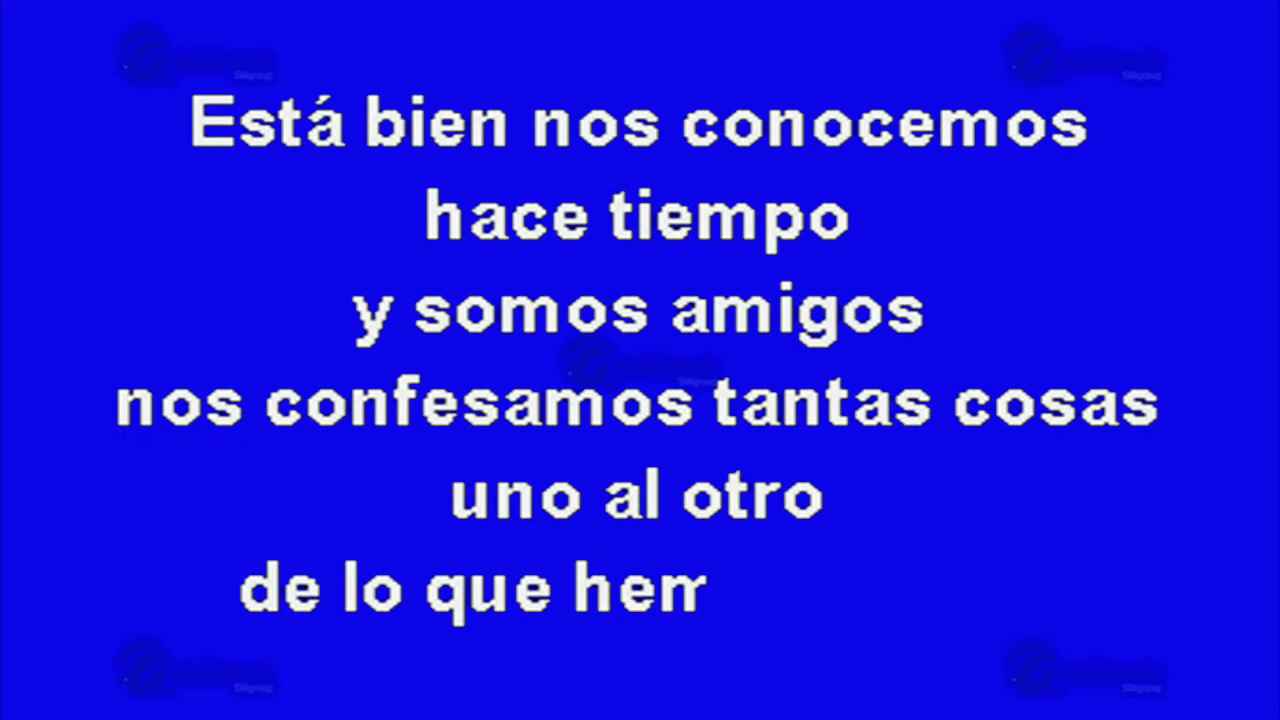 Está bien nos conocemos
hace tiempo
y somos amigos
nos confesamos tantas cosas
uno al otro
de lo que